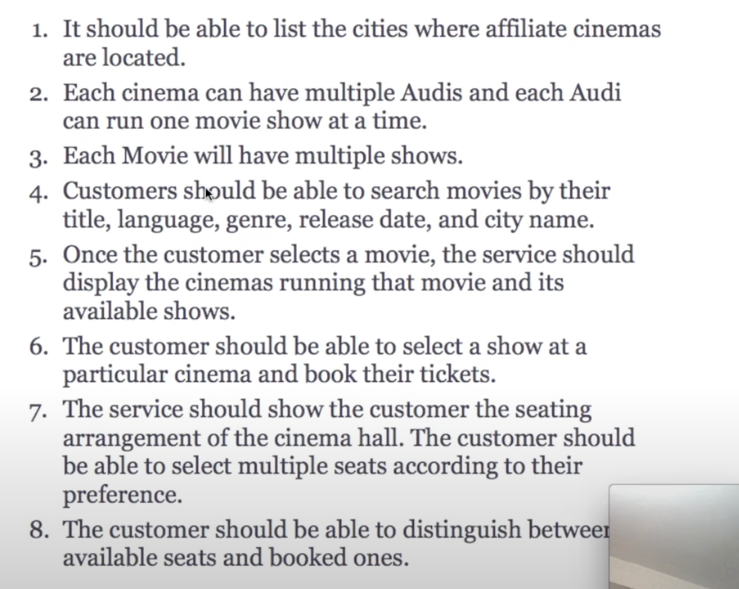 1. It should be able to list the cities where affiliate cinemas
are located.
2. Each cinema can have multiple Audis and each Audi
can run one movie show at a time.
3. Each Movie will have multiple shows.
4. Customers should be able to search movies by their
title, language, genre, release date, and city name.
5. Once the customer selects a movie, the service should
display the cinemas running that movie and its
available shows.
6. The customer should be able to select a show at a
particular cinema and book their tickets.
7. The service should show the customer the seating
arrangement of the cinema hall. The customer should
be able to select multiple seats according to their
preference.
8. The customer should be able to distinguish between
available seats and booked ones.